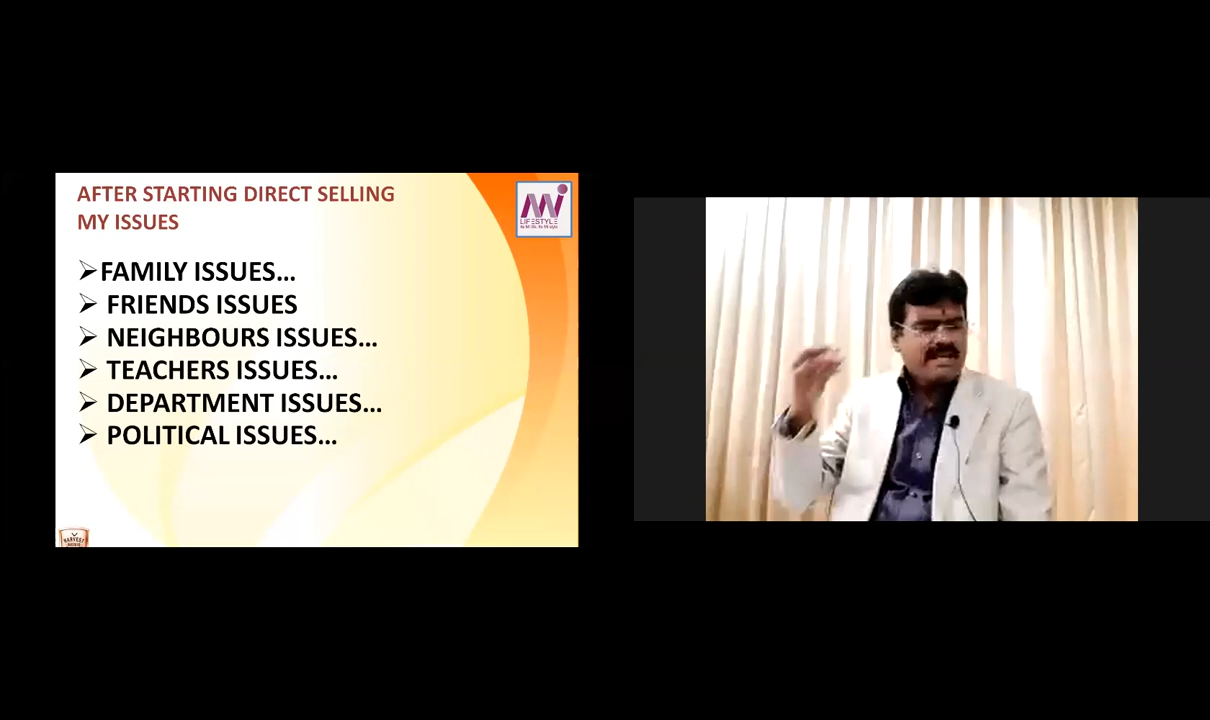 AFTER STARTING DIRECT SELLING
MY ISSUES
LIFESTYLE
➢FAMILY ISSUES...
➢ FRIENDS ISSUES
➢ NEIGHBOURS ISSUES...
➢ TEACHERS ISSUES...
➢ DEPARTMENT ISSUES...
➢ POLITICAL ISSUES...
HARVEST